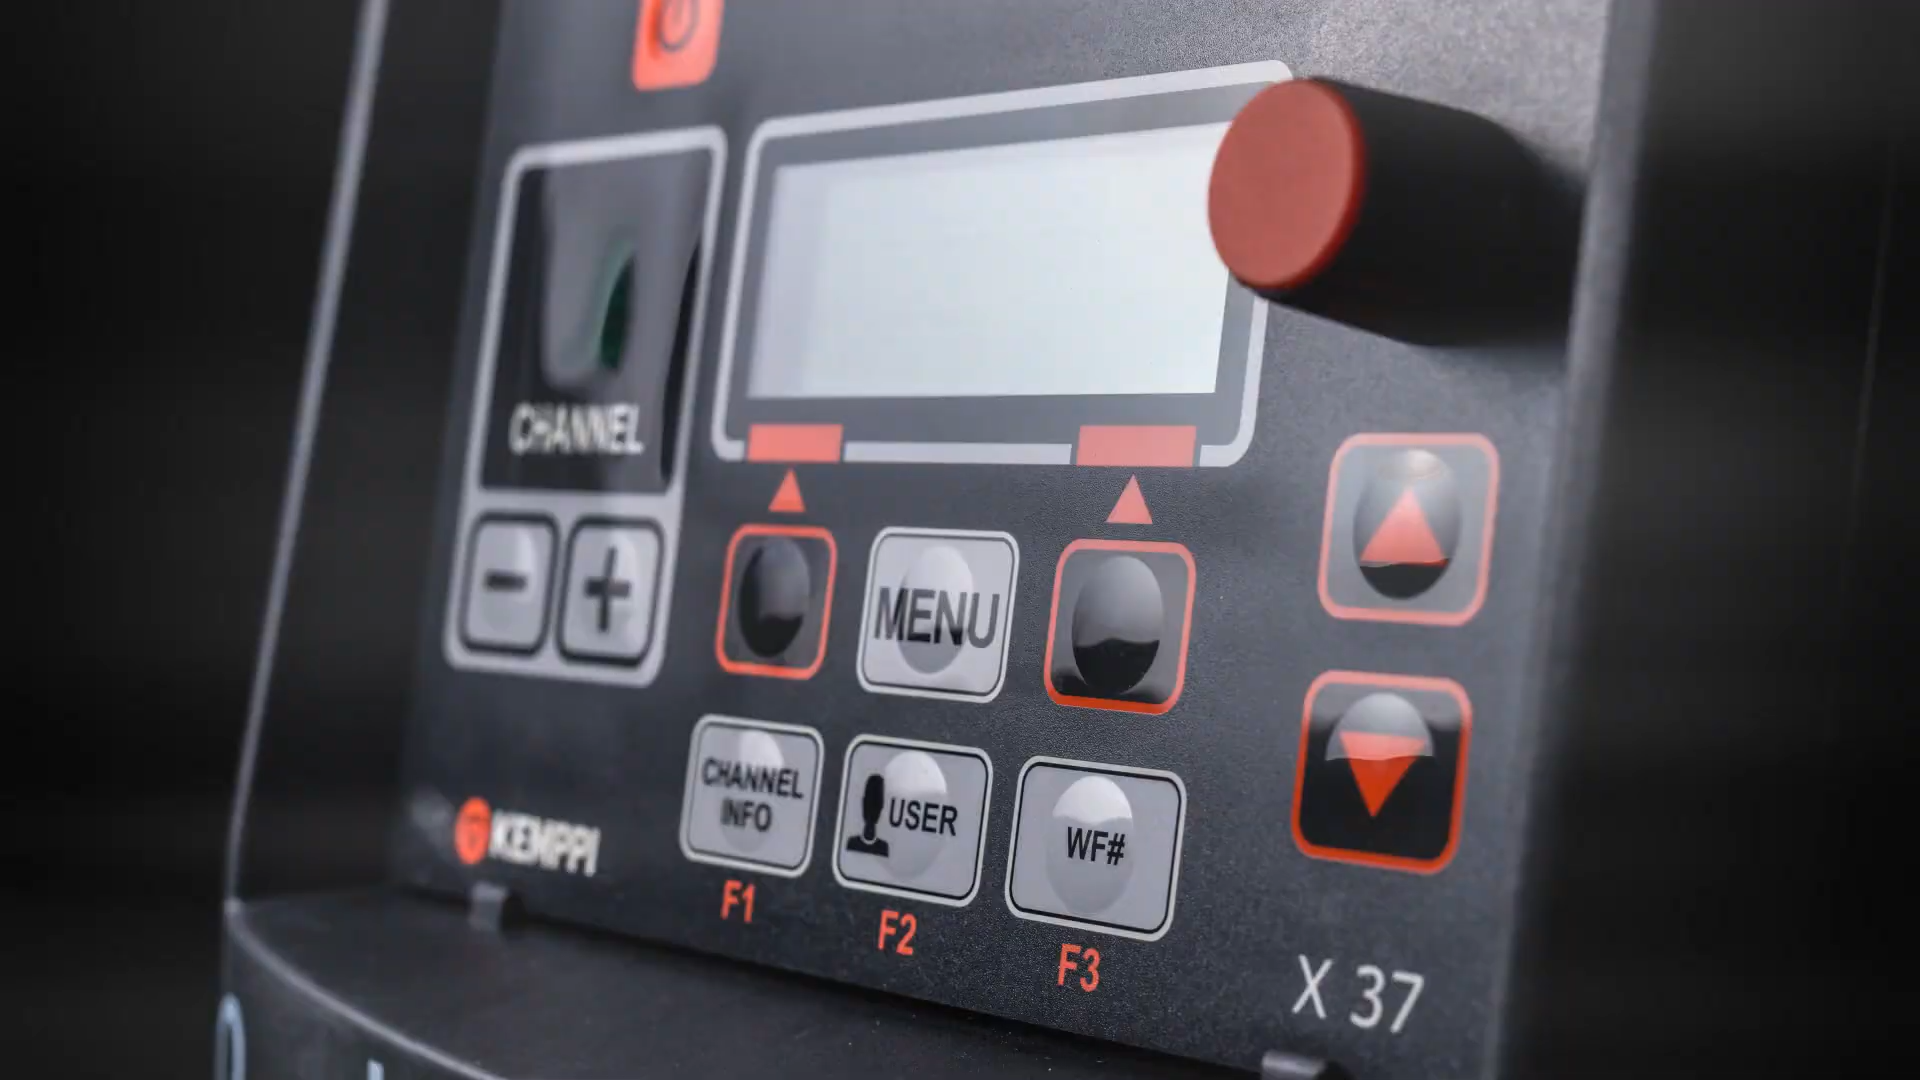 CHANNEL
- +
MENU
CHANNEL
INFO
USER
WF#
KEMPPI
F1
F2
F3
X 37